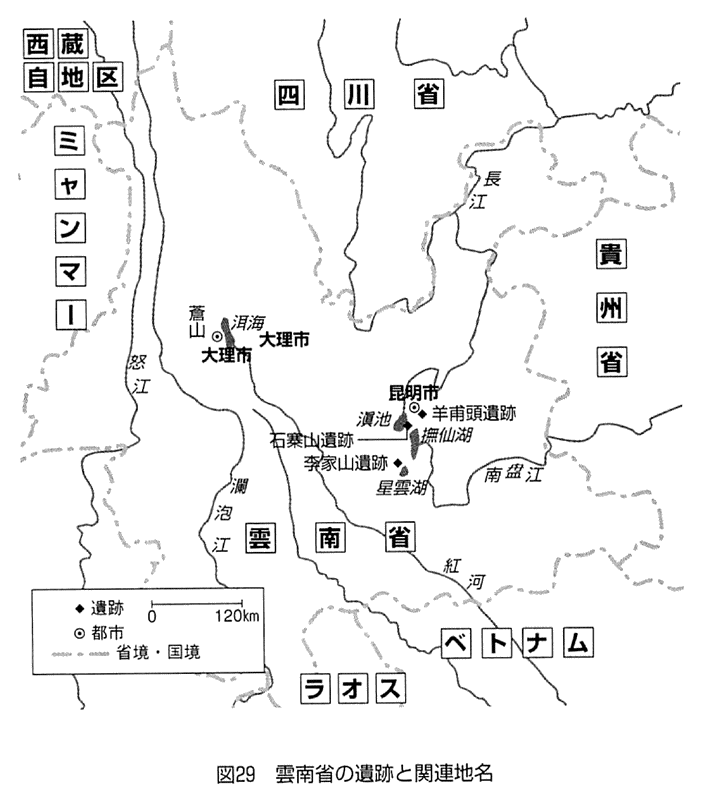 西蔵
自地区
四川省
ミャンマー
長江
貴州省
蒼山
洱海
大理市
大理市
怒江
昆明市
羊甫頭遺跡
滇池
石寨山遺跡
撫仙湖
李家山遺跡
星雲湖
南盘江
瀾泡江
雲南省
紅河
◆ 遺跡
0 120km
◎ 都市
省境・国境
ベトナム
ラオス
図29 雲南省の遺跡と関連地名